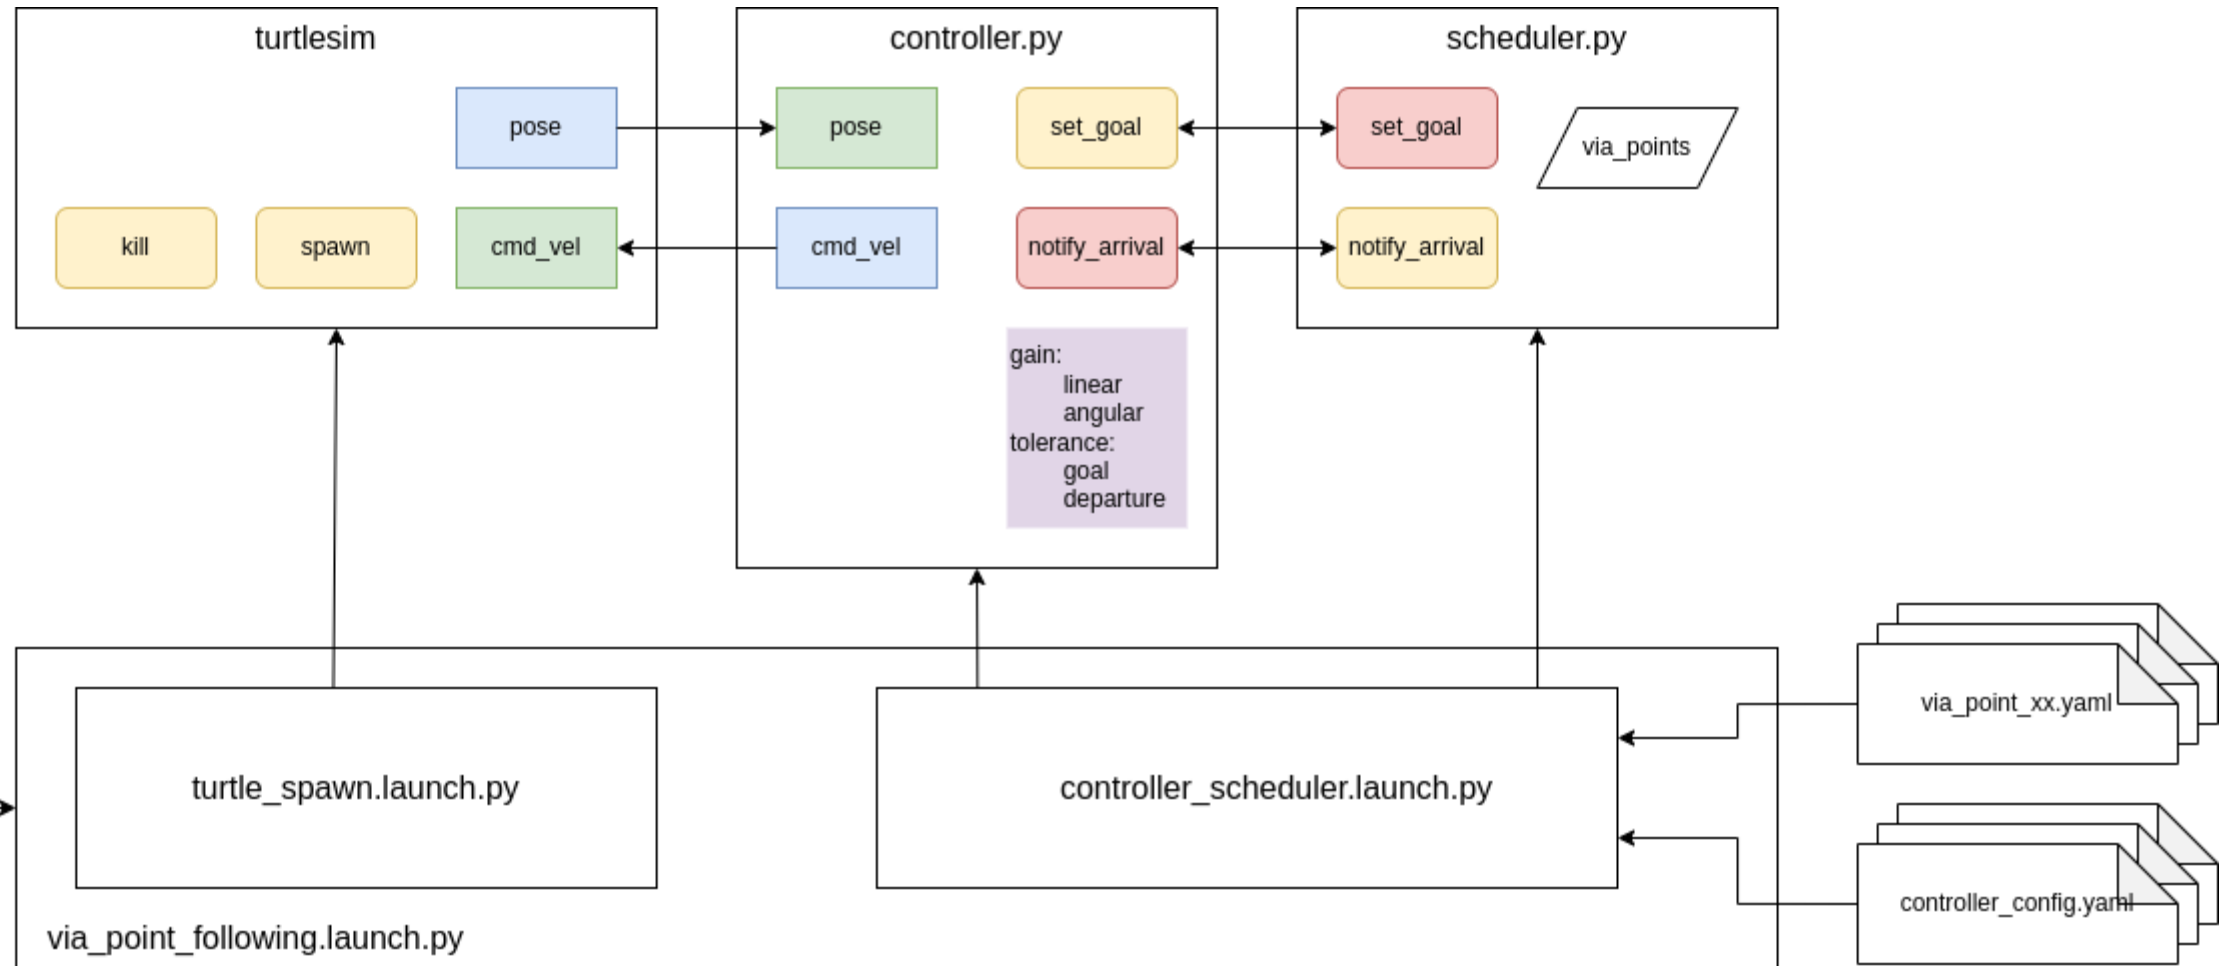 turtlesim
pose
kill
spawn
cmd_vel
controller.py
pose
set_goal
cmd_vel
notify_arrival
gain:
linear
angular
tolerance:
goal
departure
scheduler.py
set_goal
via_points
notify_arrival
turtle_spawn.launch.py
controller_scheduler.launch.py
via_point_following.launch.py
via_point_xx.yaml
controller_config.yaml